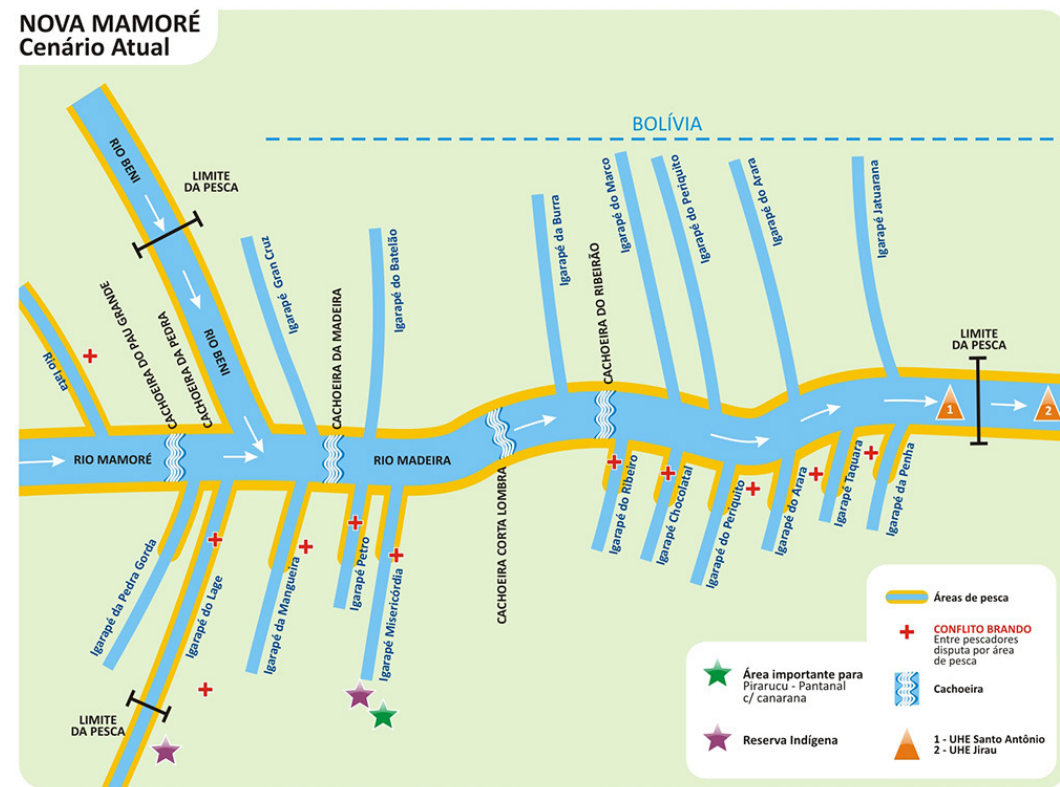 NOVA MAMORÉ
Cenário Atual
BOLÍVIA
RIO BENI
LIMITE
DA PESCA
RIO BENI
Rio Iata
CACHOEIRA DO PAU GRANDE
CACHOEIRA DA PEDRA
Igarapé Gran Cruz
CACHOEIRA DA MADEIRA
Igarapé do Batelão
Igarapé da Burra
CACHOEIRA DO RIBEIRÃO
Igarapé do Marco
Igarapé do Periquito
Igarapé do Arara
Igarapé Jatuarana
LIMITE
DA PESCA
1
2
RIO MAMORÉ
RIO MADEIRA
CACHOEIRA CORTA LOMBRA
Igarapé da Pedra Gorda
Igarapé do Lage
Igarapé da Mangueira
Igarapé Petro
Igarapé Misericórdia
Igarapé do Ribeiro
Igarapé Chocolatal
Igarapé do Periquito
Igarapé do Arara
Igarapé Taquara
Igarapé da Penha
LIMITE
DA PESCA
Área importante para
Pirarucu - Pantanal
c/ canarana
Reserva Indígena
Áreas de pesca
CONFLITO BRANDO
Entre pescadores
disputa por área
de pesca
Cachoeira
1 - UHE Santo Antônio
2 - UHE Jirau